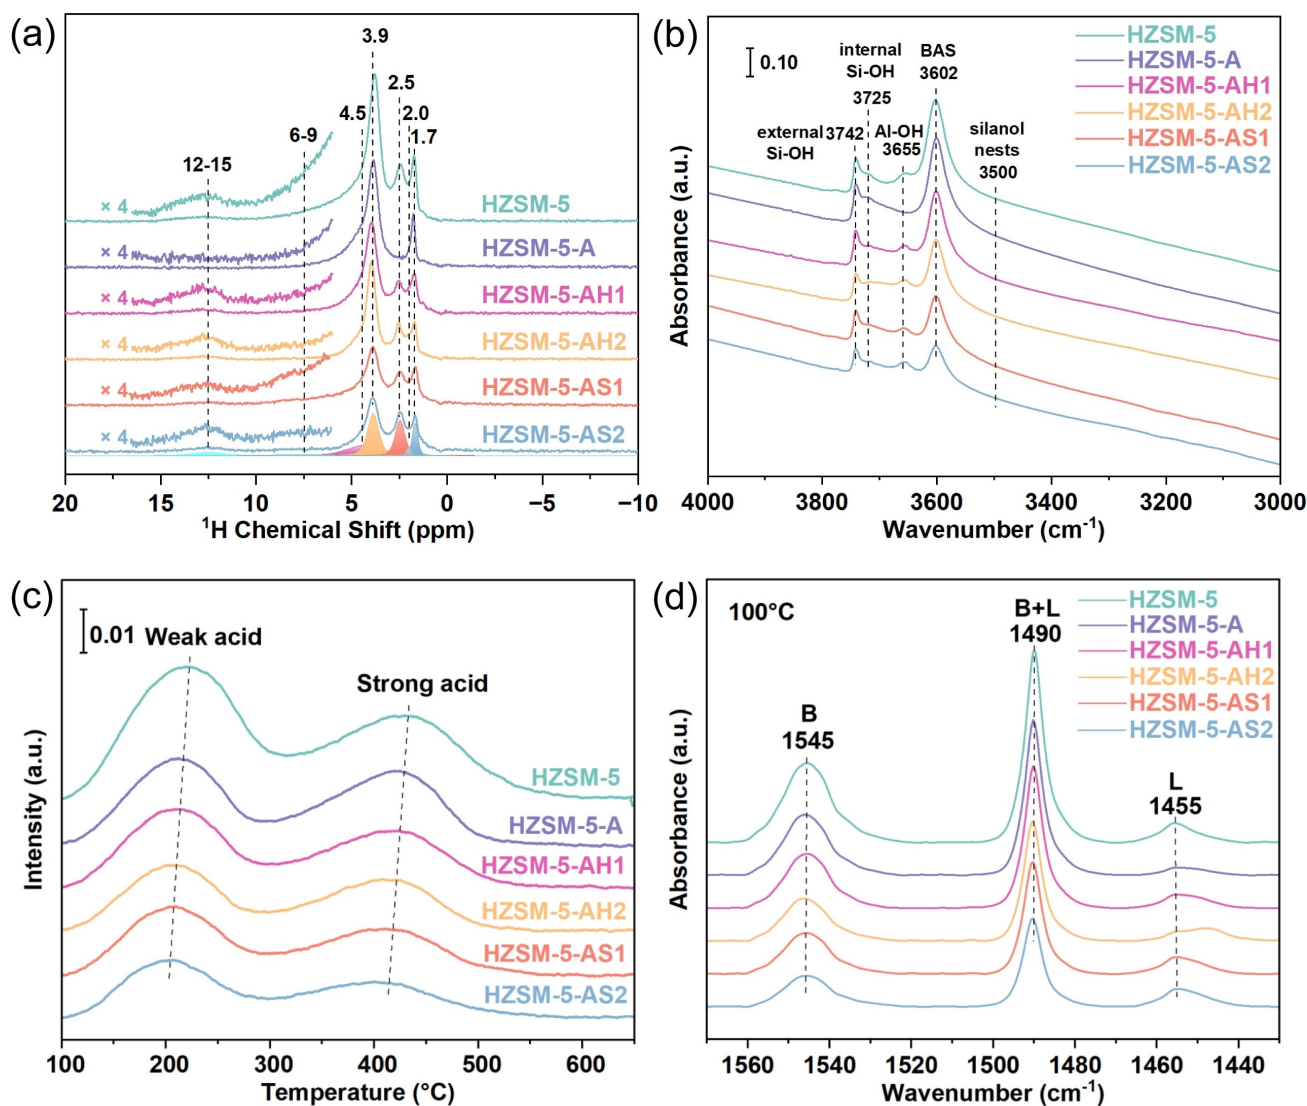 (a)
3.9
2.5
4.5
2.0
1.7
6-9
12-15
× 4
HZSM-5
× 4
HZSM-5-A
× 4
HZSM-5-AH1
× 4
HZSM-5-AH2
× 4
HZSM-5-AS1
× 4
HZSM-5-AS2
20 15 10 5 0 −5 −10
¹H Chemical Shift (ppm)
(b)
0.10
internal
Si-OH
3725
BAS
3602
external
Si-OH
3742
Al-OH
3655
silanol
nests
3500
HZSM-5
HZSM-5-A
HZSM-5-AH1
HZSM-5-AH2
HZSM-5-AS1
HZSM-5-AS2
Absorbance (a.u.)
4000 3800 3600 3400 3200 3000
Wavenumber (cm⁻¹)
(c)
0.01
Weak acid
Strong acid
HZSM-5
HZSM-5-A
HZSM-5-AH1
HZSM-5-AH2
HZSM-5-AS1
HZSM-5-AS2
Intensity (a.u.)
100 200 300 400 500 600
Temperature (°C)
(d)
100°C
B
1545
B+L
1490
L
1455
HZSM-5
HZSM-5-A
HZSM-5-AH1
HZSM-5-AH2
HZSM-5-AS1
HZSM-5-AS2
Absorbance (a.u.)
1560 1540 1520 1500 1480 1460 1440
Wavenumber (cm⁻¹)